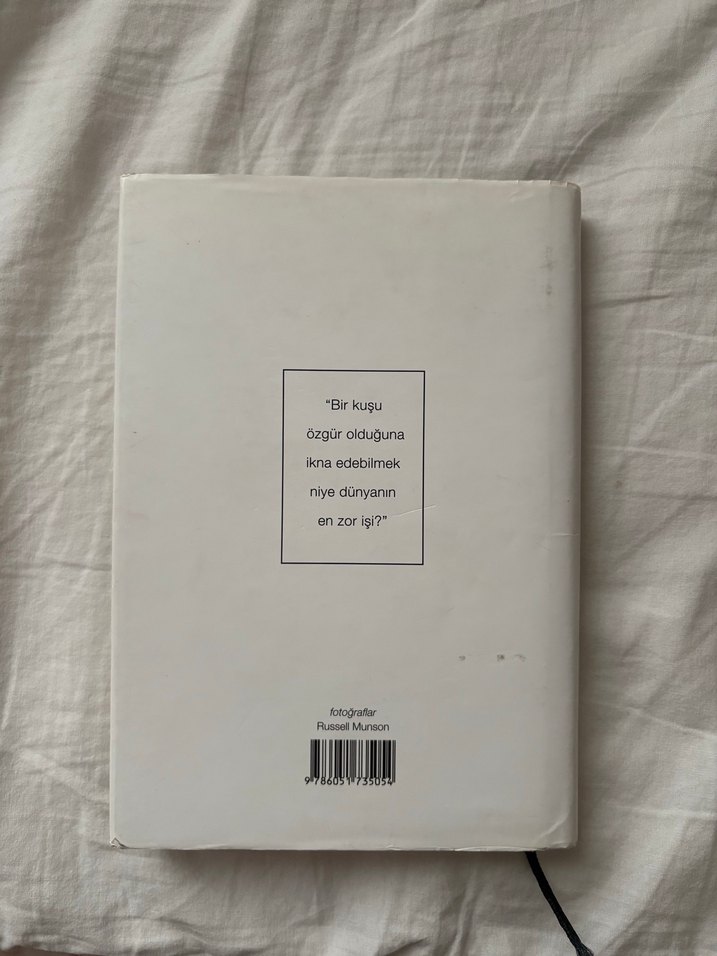 “Bir kuşu
özgür olduğuna
ikna edebilmek
niye dünyanın
en zor işi?”
fotoğraflar
Russell Munson
9 786051 735054